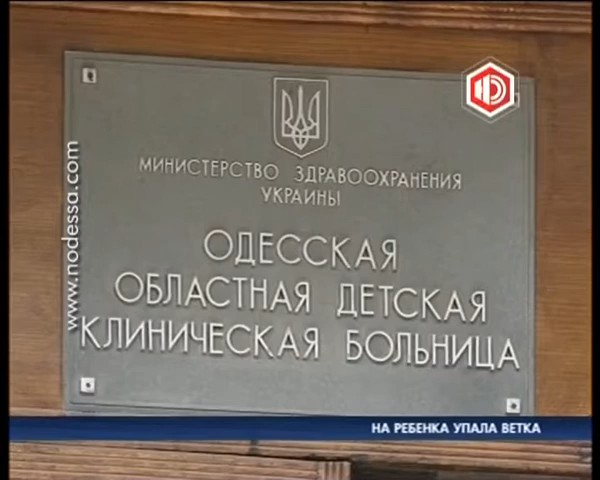 МИНИСТЕРСТВО ЗДРАВООХРАНЕНИЯ
УКРАИНЫ
ОДЕССКАЯ
ОБЛАСТНАЯ ДЕТСКАЯ
КЛИНИЧЕСКАЯ БОЛЬНИЦА
www.nodessa.com
НА РЕБЕНКА УПАЛА ВЕТКА